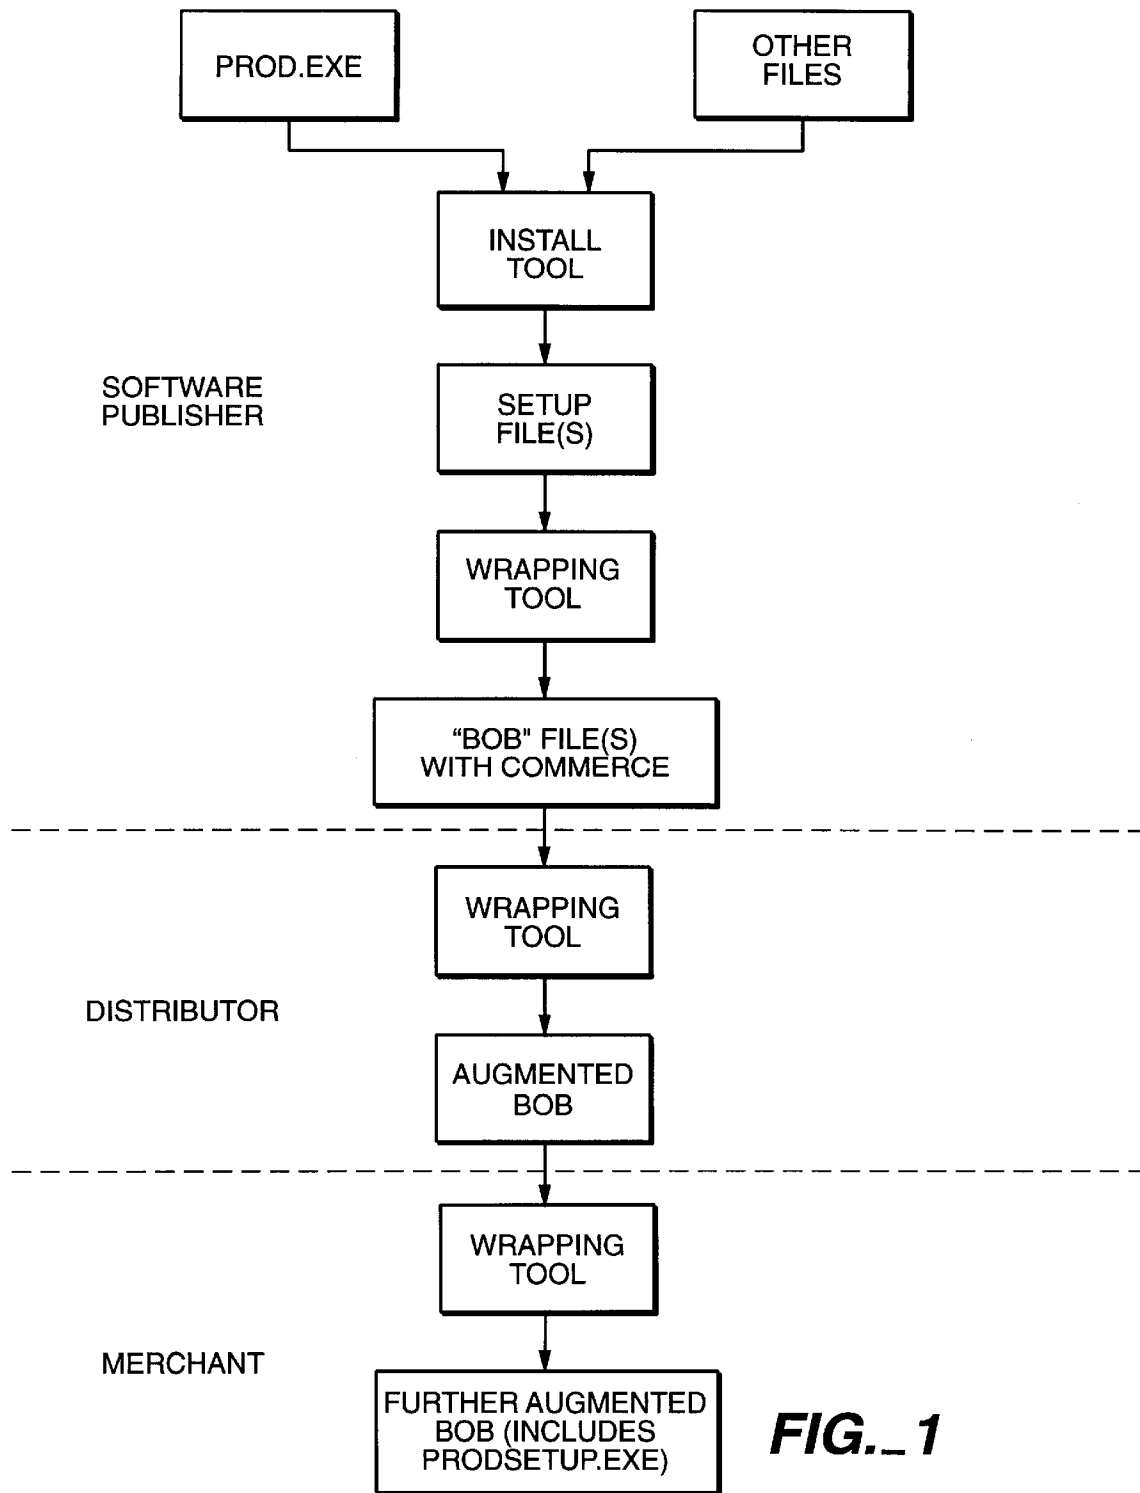 PROD.EXE
OTHER
FILES
INSTALL
TOOL
SOFTWARE
PUBLISHER
SETUP
FILE(S)
WRAPPING
TOOL
“BOB" FILE(S)
WITH COMMERCE
WRAPPING
TOOL
DISTRIBUTOR
AUGMENTED
BOB
WRAPPING
TOOL
MERCHANT
FURTHER AUGMENTED
BOB (INCLUDES
PRODSETUP.EXE)
FIG._1